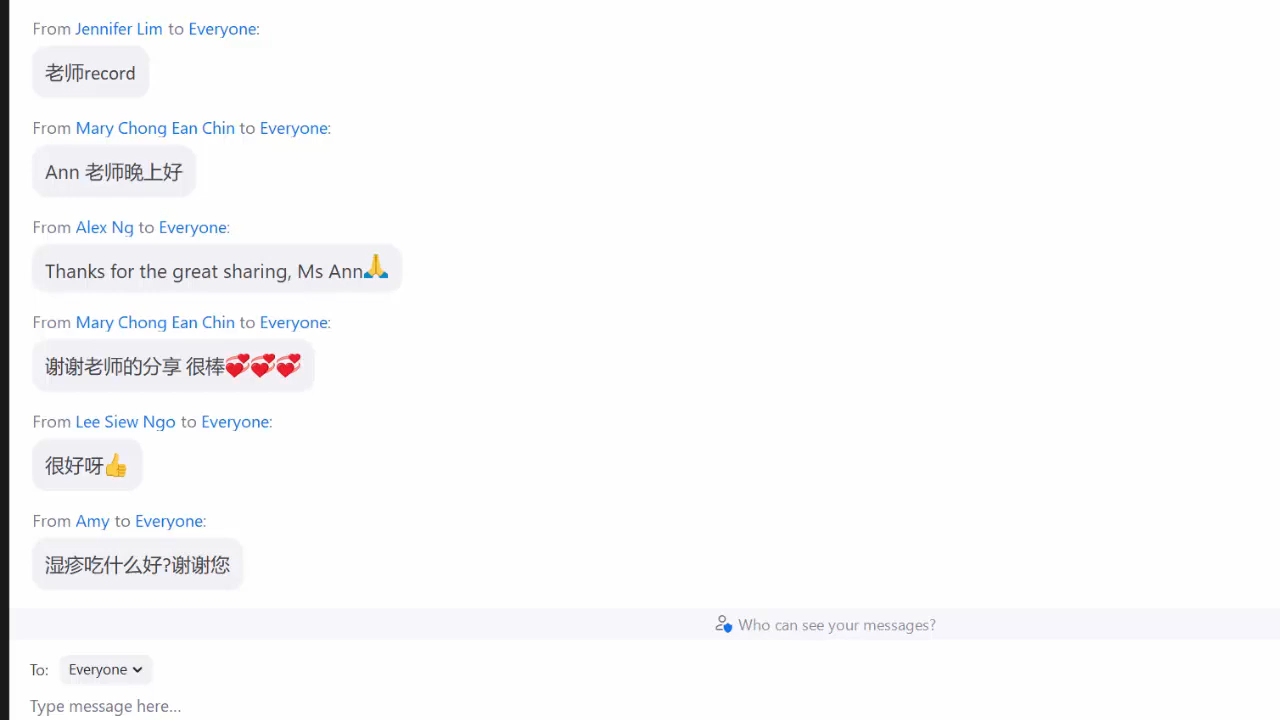 From Jennifer Lim to Everyone:
老师record
From Mary Chong Ean Chin to Everyone:
Ann 老师晚上好
From Alex Ng to Everyone:
Thanks for the great sharing, Ms Ann🙏
From Mary Chong Ean Chin to Everyone:
谢谢老师的分享 很棒💞💞💞
From Lee Siew Ngo to Everyone:
很好呀👍
From Amy to Everyone:
湿疹吃什么好?谢谢您
Who can see your messages?
To: Everyone
Type message here...